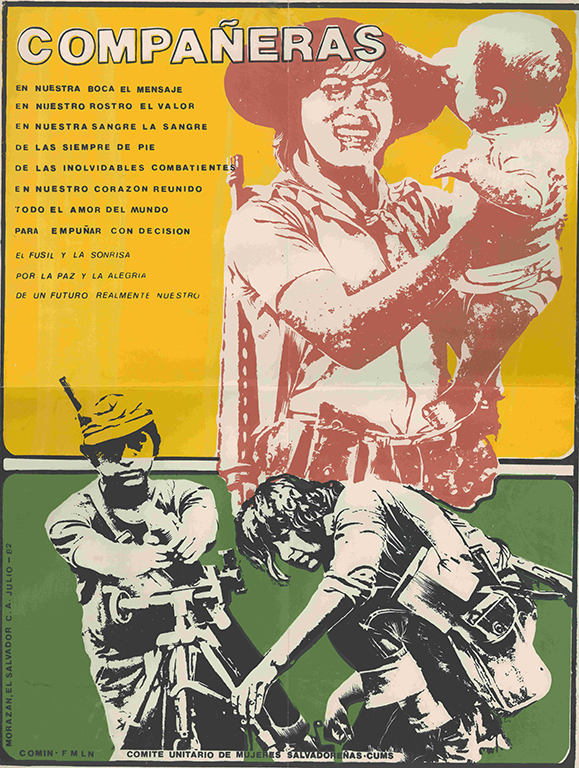 COMPAÑERAS
EN NUESTRA BOCA EL MENSAJE
EN NUESTRO ROSTRO EL VALOR
EN NUESTRA SANGRE LA SANGRE
DE LAS SIEMPRE DE PIE
DE LAS INOLVIDABLES COMBATIENTES
EN NUESTRO CORAZON REUNIDO
TODO EL AMOR DEL MUNDO
PARA EMPUÑAR CON DECISION
EL FUSIL Y LA SONRISA
POR LA PAZ Y LA ALEGRIA
DE UN FUTURO REALMENTE NUESTRO
MORAZAN, EL SALVADOR C.A. JULIO - 82
COMIN - FMLN
COMITE UNITARIO DE MUJERES SALVADOREÑAS-CUMS